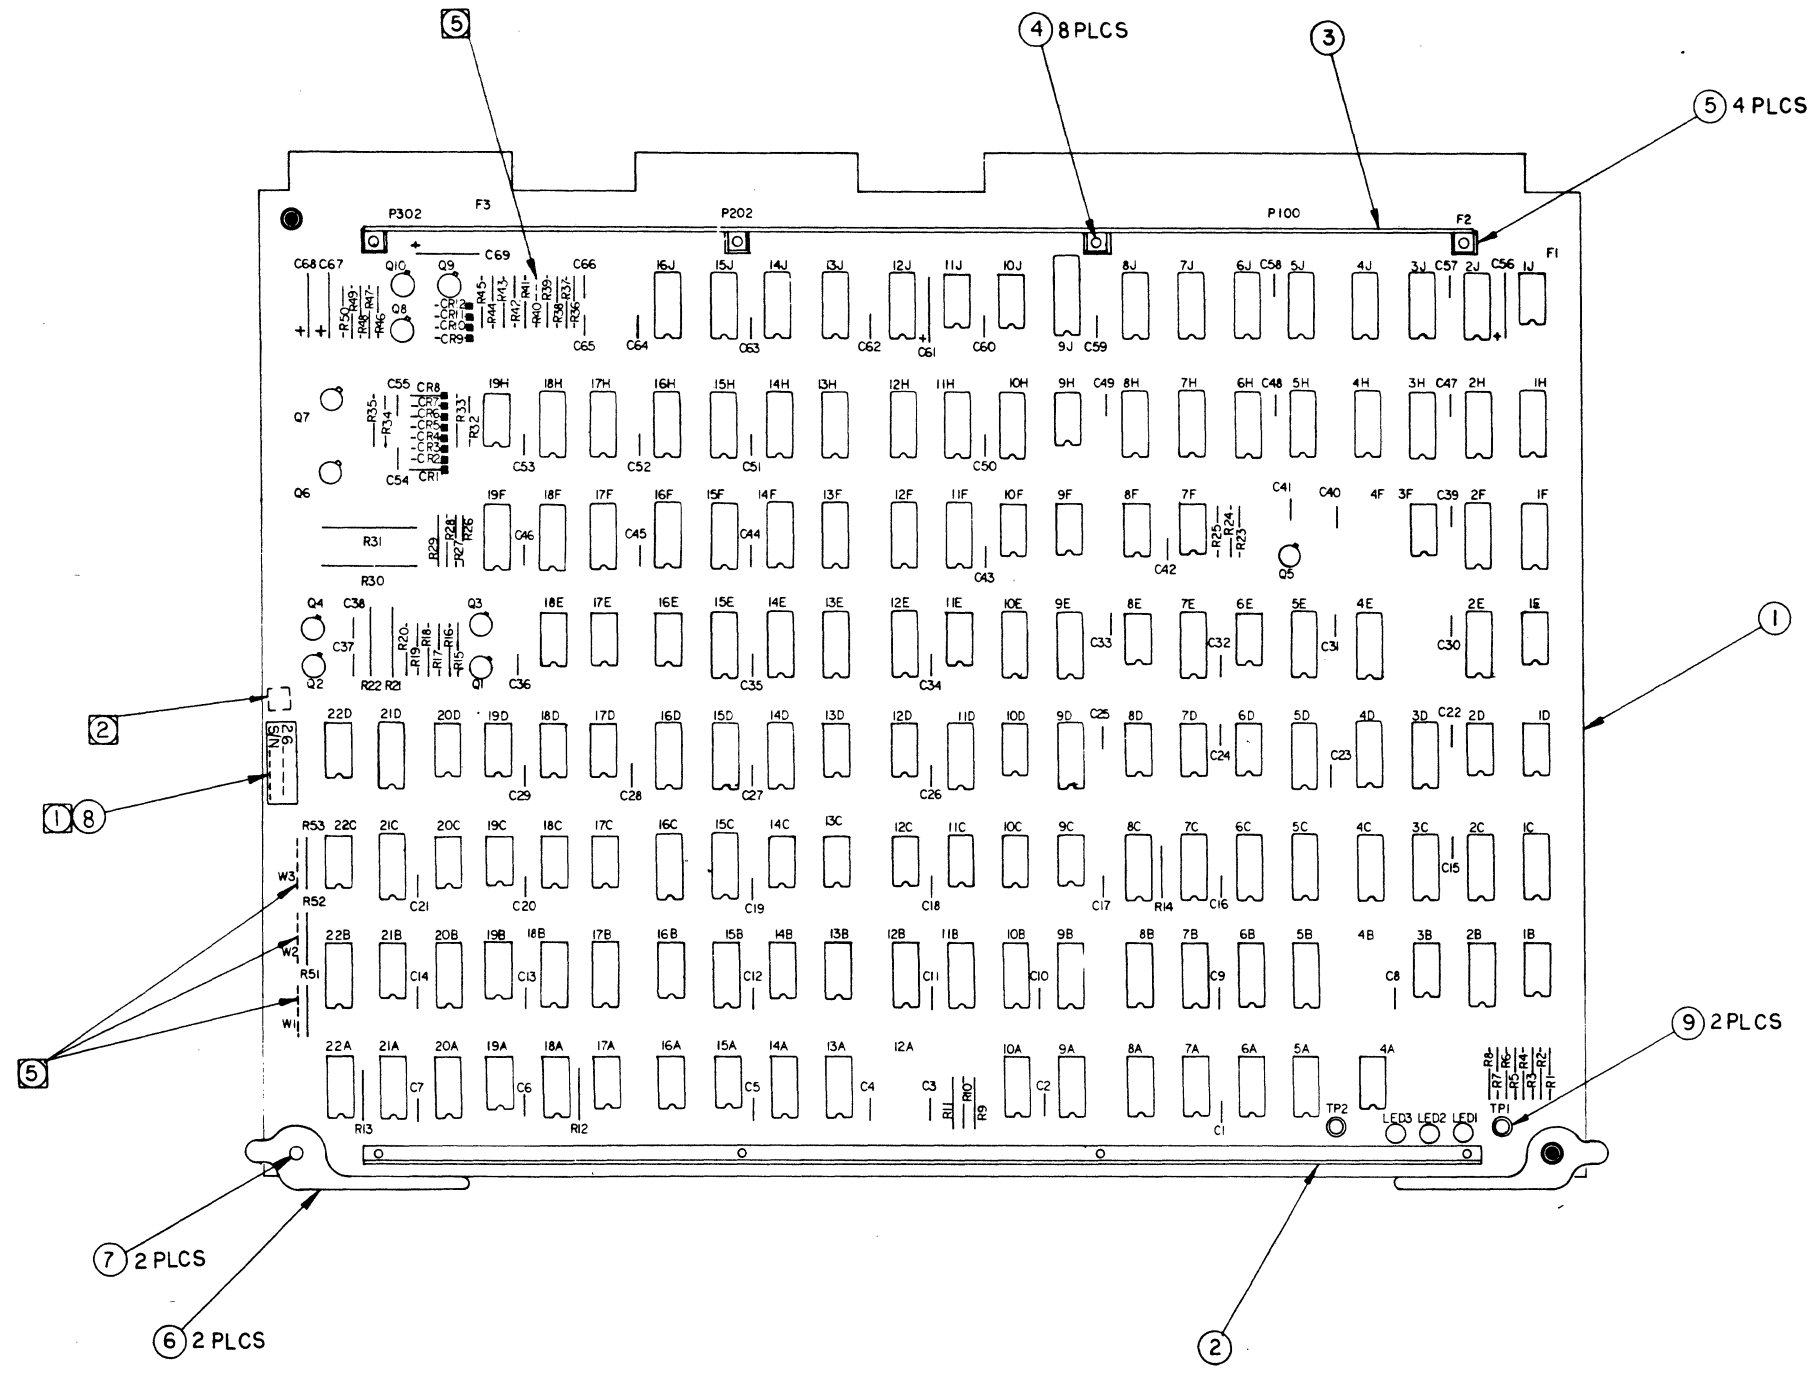 5
4 8 PLCS
3
5 4 PLCS
P302 F3 P202 P100 F2
F1
C69
C68 C67 Q10 Q9 C66 16J 15J 14J 13J 12J 11J 10J 8J 7J 6J C58 5J 4J 3J C57 2J C56 1J
R50 R49 R48 R47 R46
Q8
CR12
CR11
CR10
CR9
R45 R44 R43 R42 R41 R40 R39 R38 R37 R36
C65 C64 C63 C62 C61 C60 9J C59
Q7
R35 R34 C55
CR8
CR7
CR6
CR5
CR4
CR3
CR2
CR1
C54
R33 R32
19H 18H 17H 16H 15H 14H 13H 12H 11H 10H 9H C49 8H 7H 6H C48 5H 4H 3H C47 2H 1H
C53 C52 C51 C50
Q6
19F 18F 17F 16F 15F 14F 13F 12F 11F 10F 9F 8F 7F C41 C40 4F 3F C39 2F 1F
R31
R30
R29 R28 R27 R26
C46 C45 C44 C43 C42
R25 R24 R23
Q5
Q4 C38 Q3 18E 17E 16E 15E 14E 13E 12E 11E 10E 9E 8E 7E 6E 5E 4E 2E 1E
C37
R20 R19 R18 R17 R16 R15
C33 C32 C31 C30
Q2 R22 R21 Q1 C36 C35 C34
1
2
22D 21D 20D 19D 18D 17D 16D 15D 14D 13D 12D 11D 10D 9D C25 8D 7D 6D 5D 4D 3D C22 2D 1D
26
S/N
C29 C28 C27 C26 C24 C23
1 8
R53 22C 21C 20C 19C 18C 17C 16C 15C 14C 13C 12C 11C 10C 9C 8C 7C 6C 5C 4C 3C 2C 1C
C15
W3
R52 C21 C20 C19 C18 C17 R14 C16
22B 21B 20B 19B 18B 17B 16B 15B 14B 13B 12B 11B 10B 9B 8B 7B 6B 5B 4B 3B 2B 1B
W2
R51 C14 C13 C12 C11 C10 C9 C8
W1
5
9 2 PLCS
22A 21A 20A 19A 18A 17A 16A 15A 14A 13A 12A 10A 9A 8A 7A 6A 5A 4A
R8 R7 R6 R5 R4 R3 R2 R1
C7 C6 C5 C4 C3 C2
R11 R10 R9
R13 R12 C1 TP2 LED3 LED2 LED1 TP1
7 2 PLCS
6 2 PLCS
2